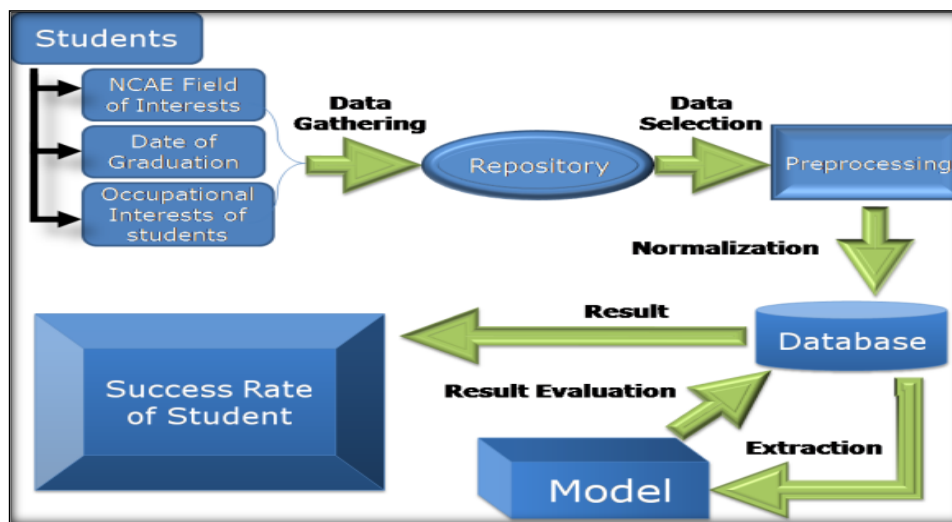 Students
NCAE Field
of Interests
Date of
Graduation
Occupational
Interests of
students
Data
Gathering
Repository
Data
Selection
Preprocessing
Normalization
Database
Result
Success Rate
of Student
Result Evaluation
Extraction
Model